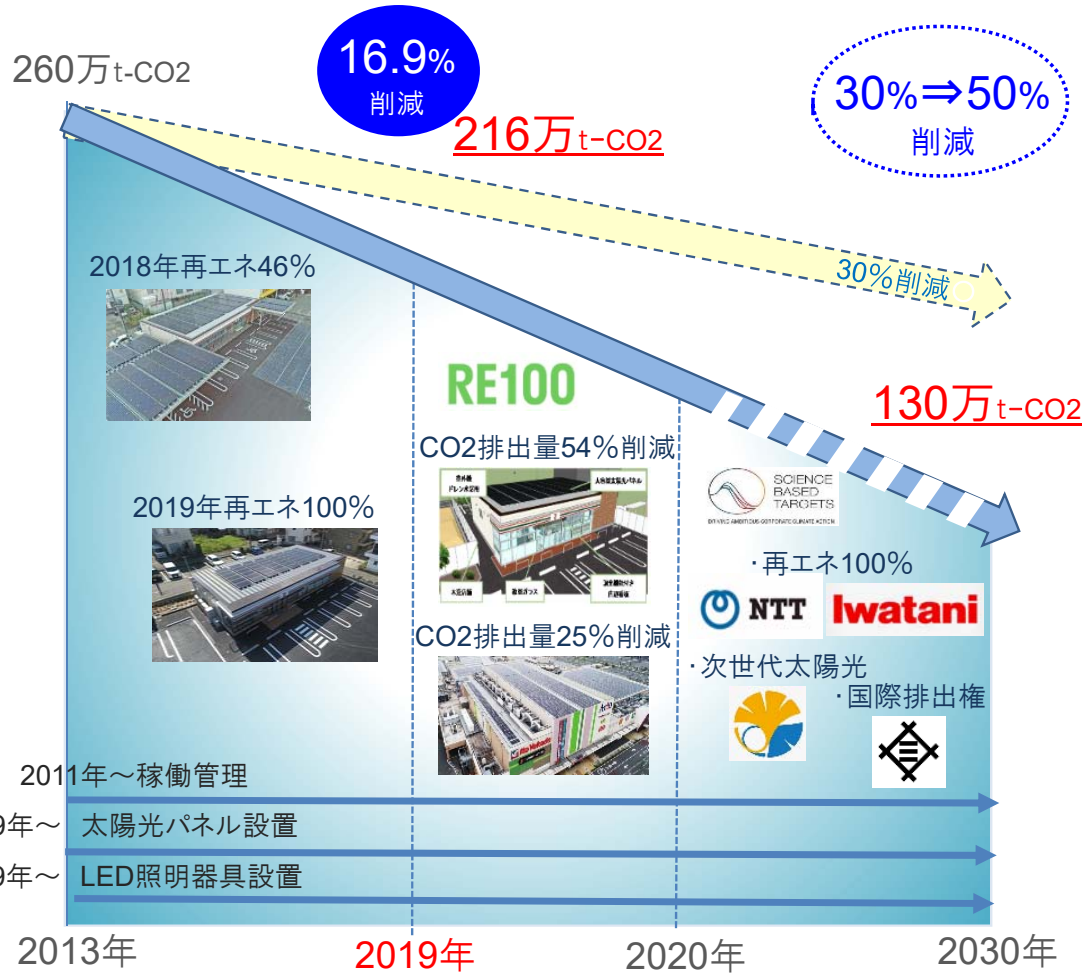 260万t-CO2
16.9%
削減
216万t-CO2
30%⇒50%
削減
30%削減
2018年再エネ46%
RE100
130万t-CO2
CO2排出量54%削減
2019年再エネ100%
SCIENCE
BASED
TARGETS
DRIVING AMBITIOUS CORPORATE CLIMATE ACTION
・再エネ100%
NTT
Iwatani
CO2排出量25%削減
・次世代太陽光
・国際排出権
Ito Yokado
2011年～稼働管理
9年～ 太陽光パネル設置
9年～ LED照明器具設置
2013年
2019年
2020年
2030年